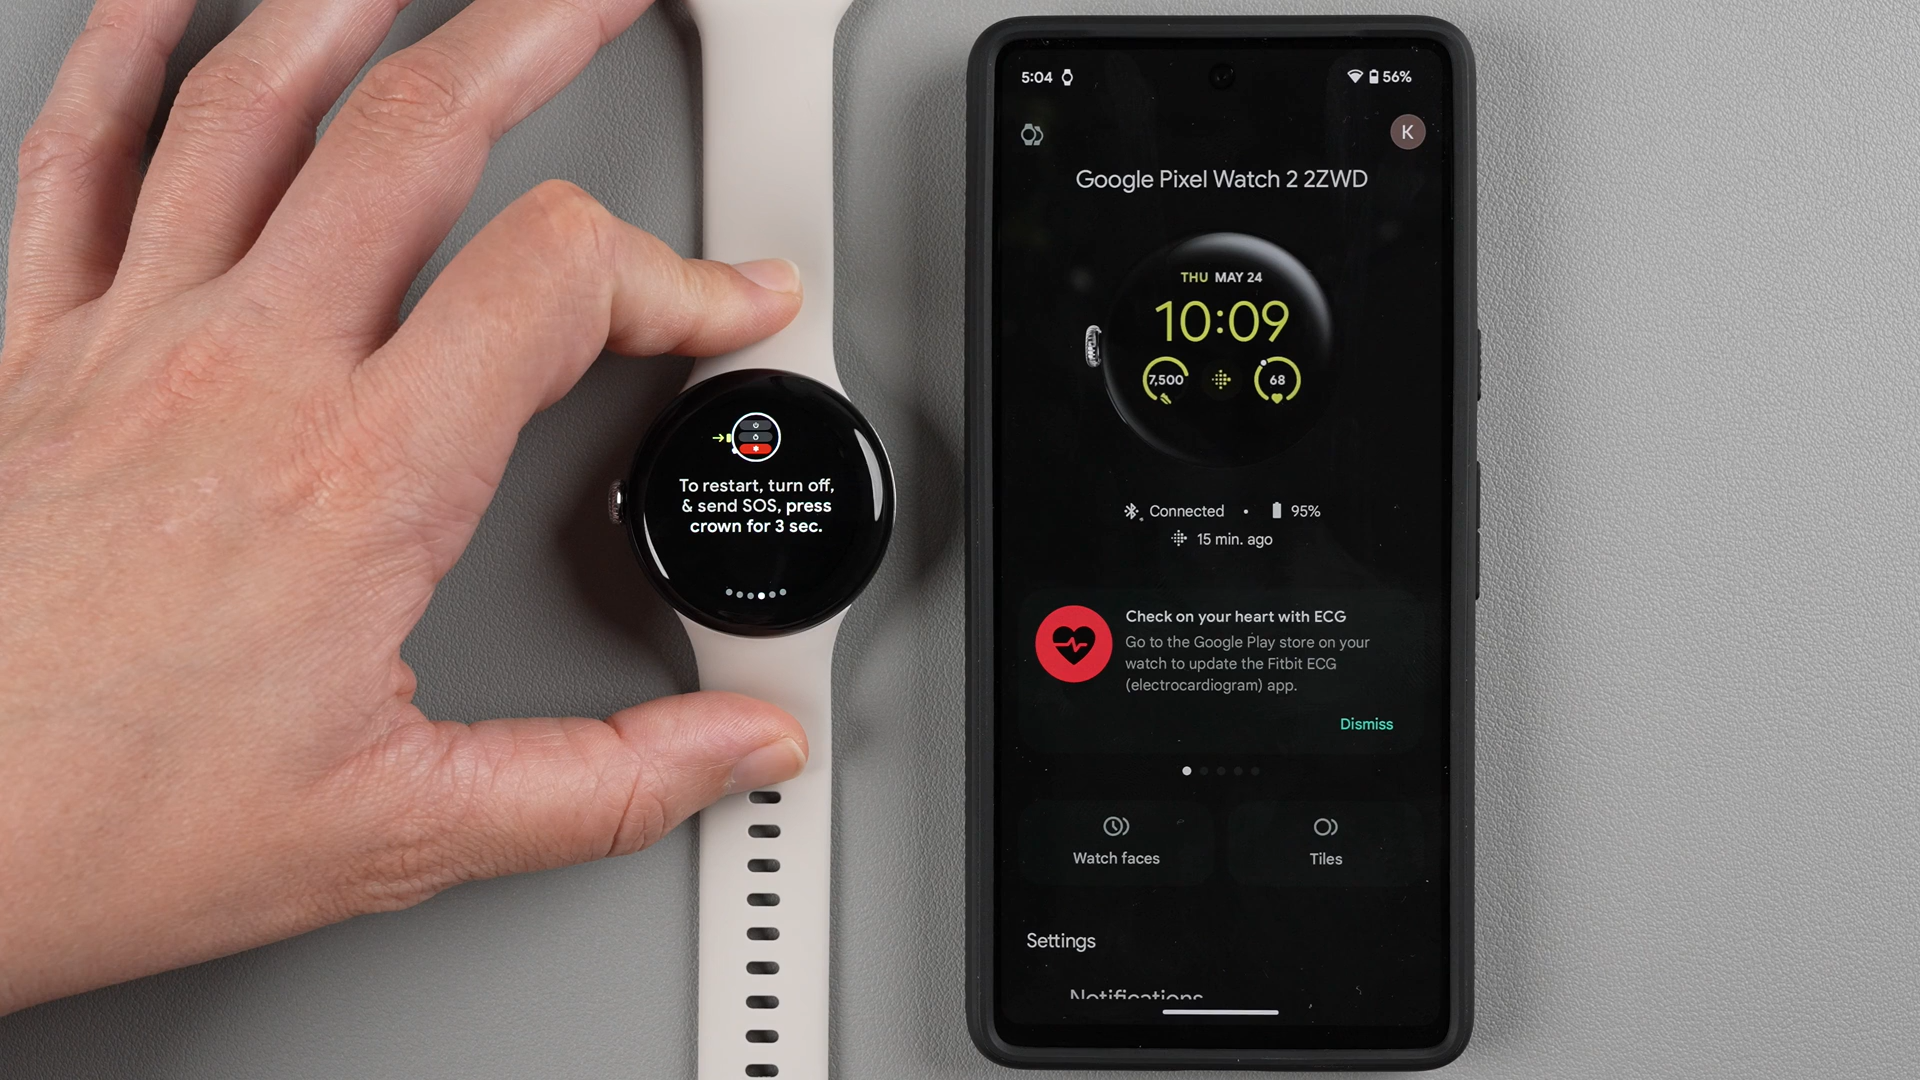 To restart, turn off,
& send SOS, press
crown for 3 sec.
5:04
56%
K
Google Pixel Watch 2 2ZWD
THU MAY 24
10:09
7,500
68
Connected • 95%
15 min. ago
Check on your heart with ECG
Go to the Google Play store on your
watch to update the Fitbit ECG
(electrocardiogram) app.
Dismiss
Watch faces
Tiles
Settings
Notifications